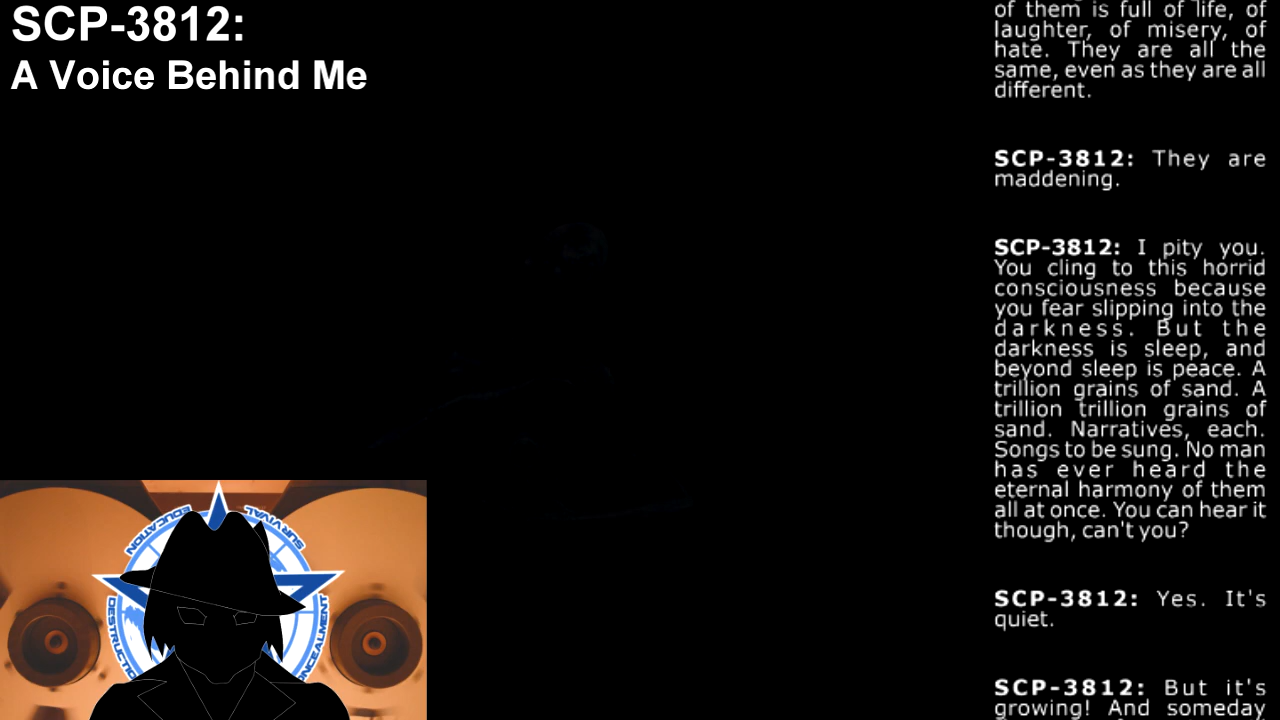 SCP-3812:
A Voice Behind Me
of them is full of life, of
laughter, of misery, of
hate. They are all the
same, even as they are all
different.
SCP-3812: They are
maddening.
SCP-3812: I pity you.
You cling to this horrid
consciousness because
you fear slipping into the
darkness. But the
darkness is sleep, and
beyond sleep is peace. A
trillion grains of sand. A
trillion trillion grains of
sand. Narratives, each.
Songs to be sung. No man
has ever heard the
eternal harmony of them
all at once. You can hear it
though, can't you?
SCP-3812: Yes. It's
quiet.
SCP-3812: But it's
growing! And someday
EDUCATION
SURVIVAL